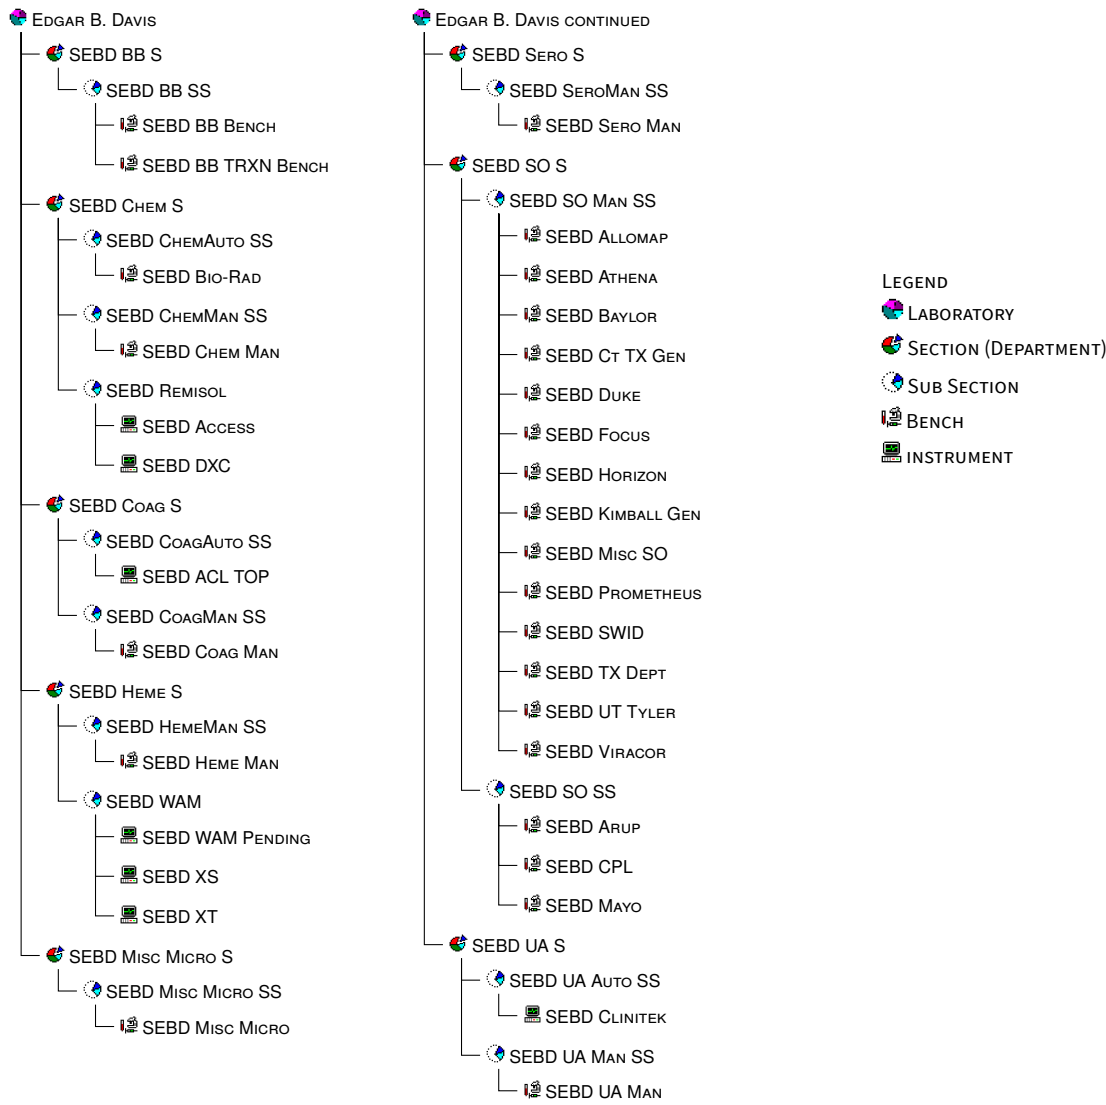 Edgar B. Davis
SEBD BB S
SEBD BB SS
SEBD BB Bench
SEBD BB TRXN Bench
SEBD Chem S
SEBD ChemAuto SS
SEBD Bio-Rad
SEBD ChemMan SS
SEBD Chem Man
SEBD Remisol
SEBD Access
SEBD DXC
SEBD Coag S
SEBD CoagAuto SS
SEBD ACL TOP
SEBD CoagMan SS
SEBD Coag Man
SEBD Heme S
SEBD HemeMan SS
SEBD Heme Man
SEBD WAM
SEBD WAM Pending
SEBD XS
SEBD XT
SEBD Misc Micro S
SEBD Misc Micro SS
SEBD Misc Micro
Edgar B. Davis continued
SEBD Sero S
SEBD SeroMan SS
SEBD Sero Man
SEBD SO S
SEBD SO Man SS
SEBD Allomap
SEBD Athena
SEBD Baylor
SEBD Ct TX Gen
SEBD Duke
SEBD Focus
SEBD Horizon
SEBD Kimball Gen
SEBD Misc SO
SEBD Prometheus
SEBD SWID
SEBD TX Dept
SEBD UT Tyler
SEBD Viracor
SEBD SO SS
SEBD Arup
SEBD CPL
SEBD Mayo
SEBD UA S
SEBD UA Auto SS
SEBD Clinitek
SEBD UA Man SS
SEBD UA Man
Legend
Laboratory
Section (Department)
Sub Section
Bench
instrument